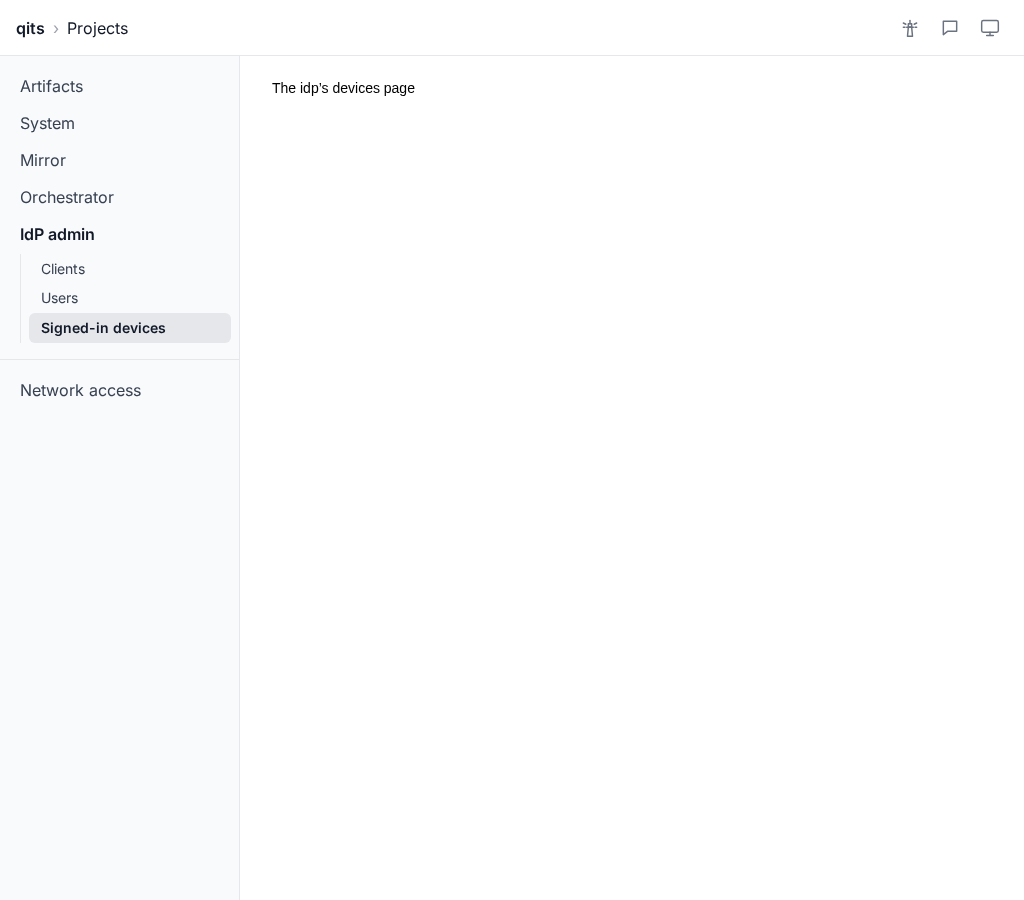 qits › Projects
Artifacts
System
Mirror
Orchestrator
IdP admin
Clients
Users
Signed-in devices
Network access
The idp's devices page